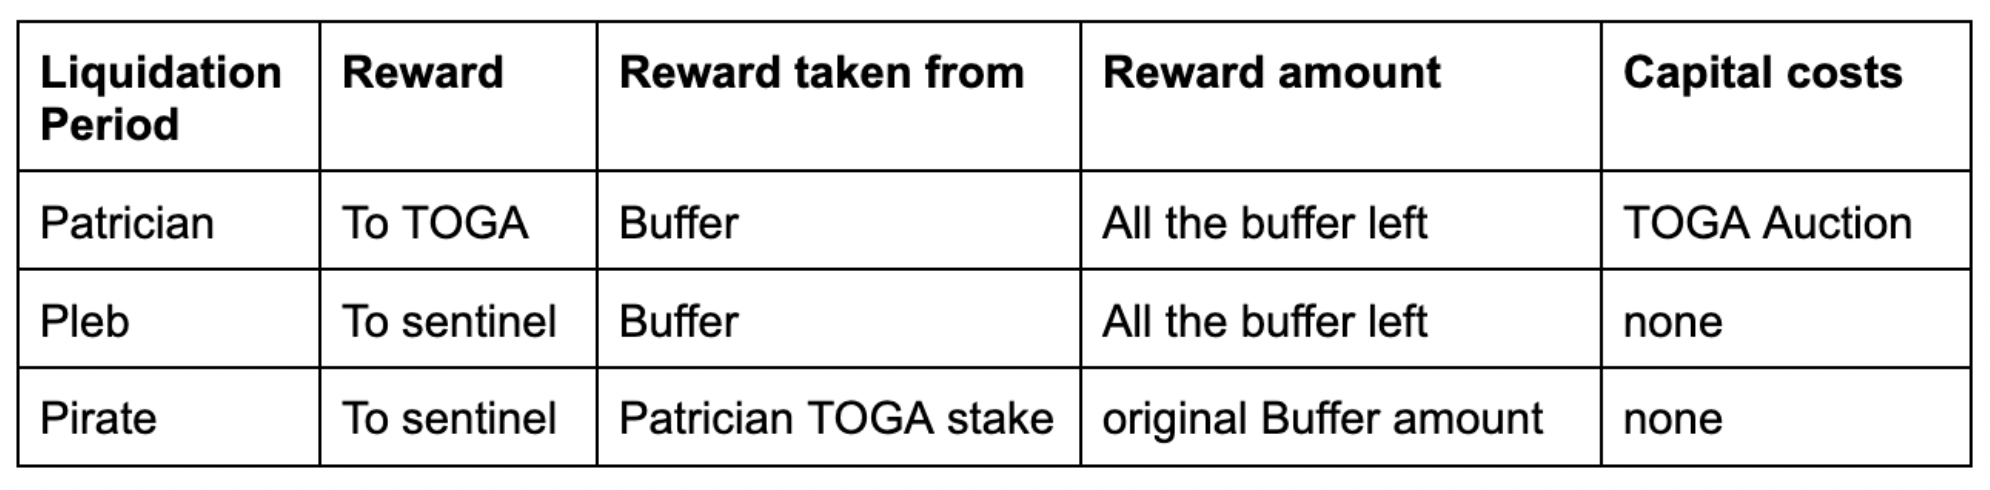 Liquidation Period | Reward | Reward taken from | Reward amount | Capital costs
Patrician | To TOGA | Buffer | All the buffer left | TOGA Auction
Pleb | To sentinel | Buffer | All the buffer left | none
Pirate | To sentinel | Patrician TOGA stake | original Buffer amount | none